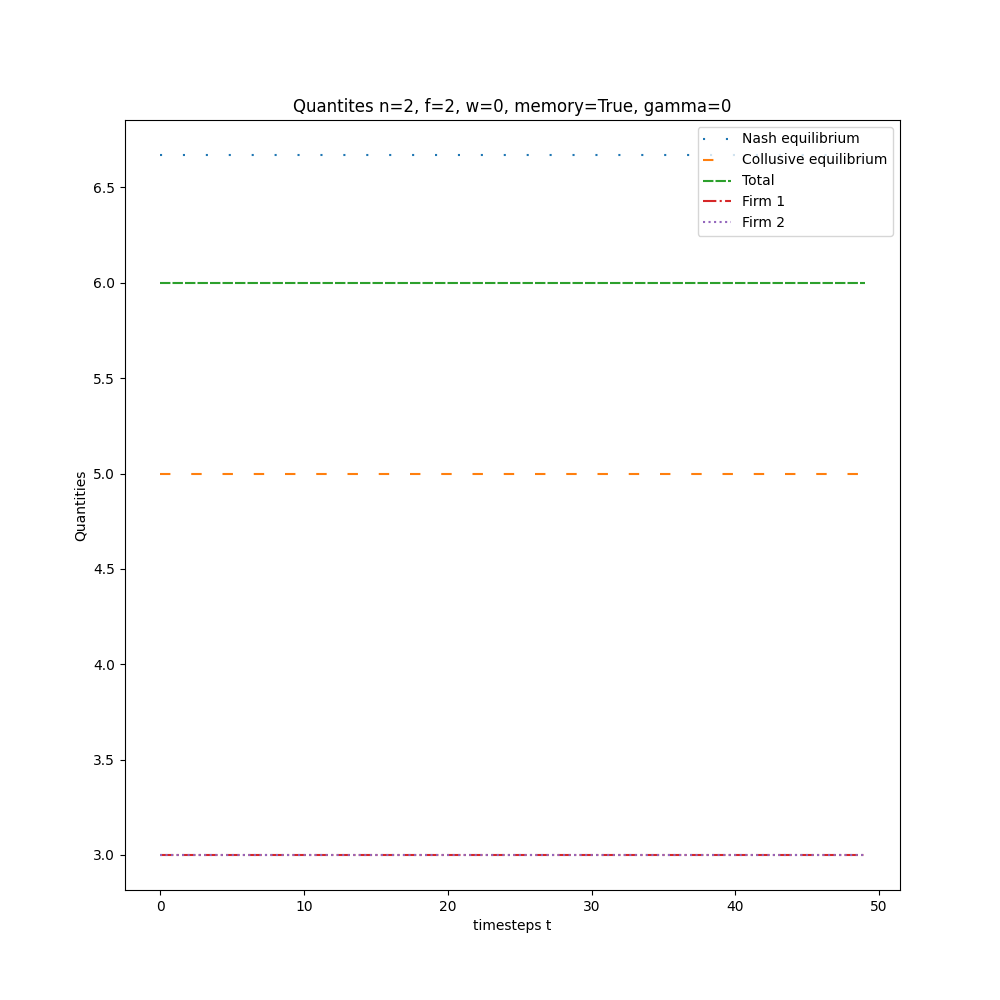 Quantites n=2, f=2, w=0, memory=True, gamma=0
Nash equilibrium
Collusive equilibrium
Total
Firm 1
Firm 2
6.5
6.0
5.5
5.0
4.5
4.0
3.5
3.0
Quantities
0 10 20 30 40 50
timesteps t